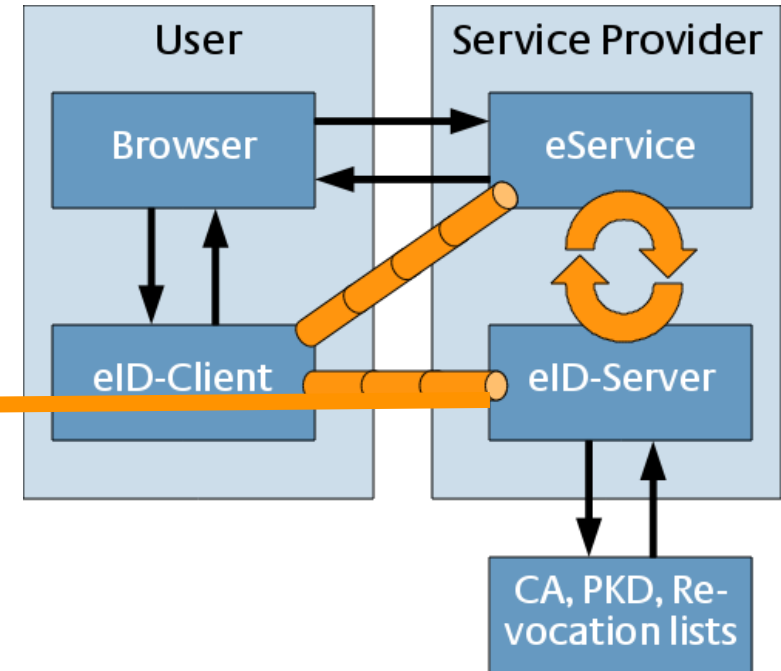 User
Service Provider
Browser
eService
eID-Client
eID-Server
CA, PKD, Re-
vocation lists